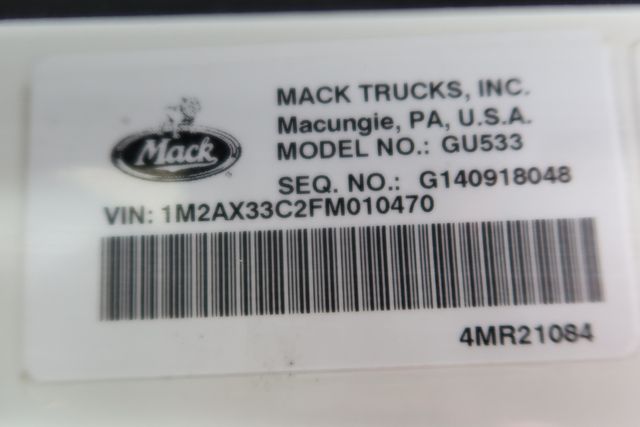 Mack
MACK TRUCKS, INC.
Macungie, PA, U.S.A.
MODEL NO.: GU533
SEQ. NO.: G140918048
VIN: 1M2AX33C2FM010470
4MR21084